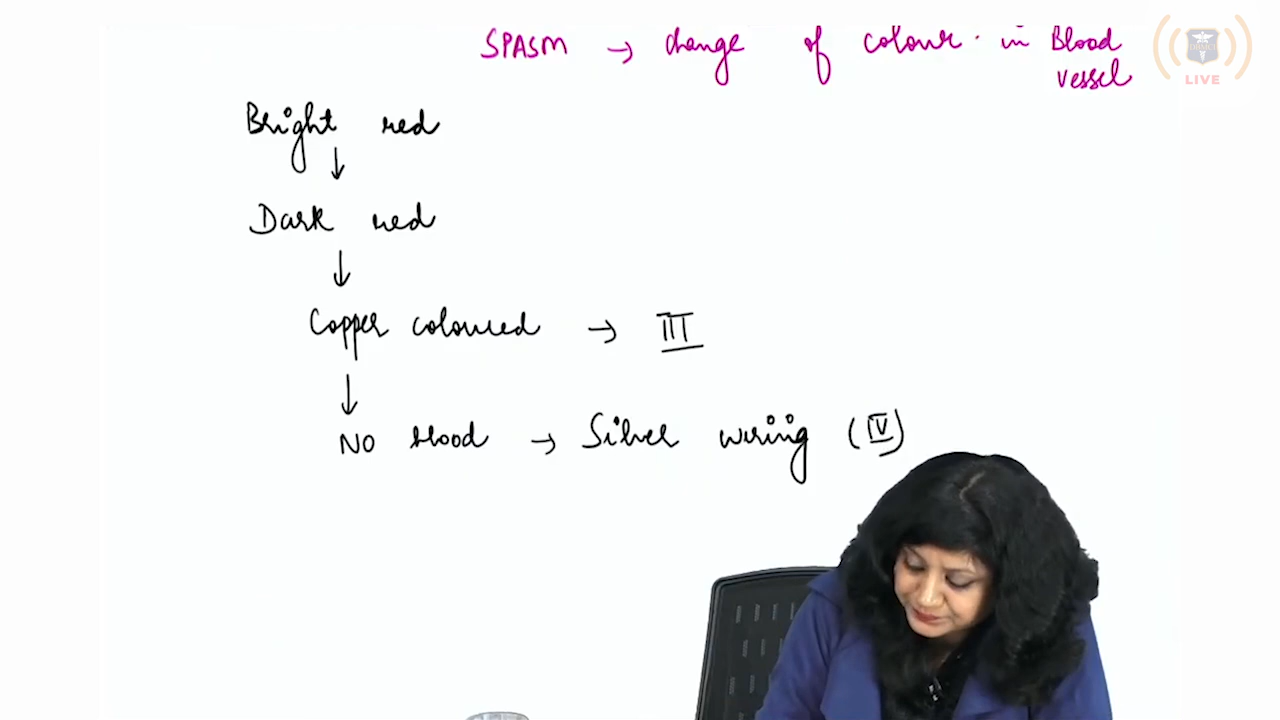 SPASM → change of colour in Blood
vessel
LIVE
Bright red
↓
Dark red
↓
Copper coloured → III
↓
NO blood → Silver wiring (IV)